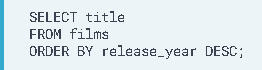 SELECT title
FROM films
ORDER BY release_year DESC;